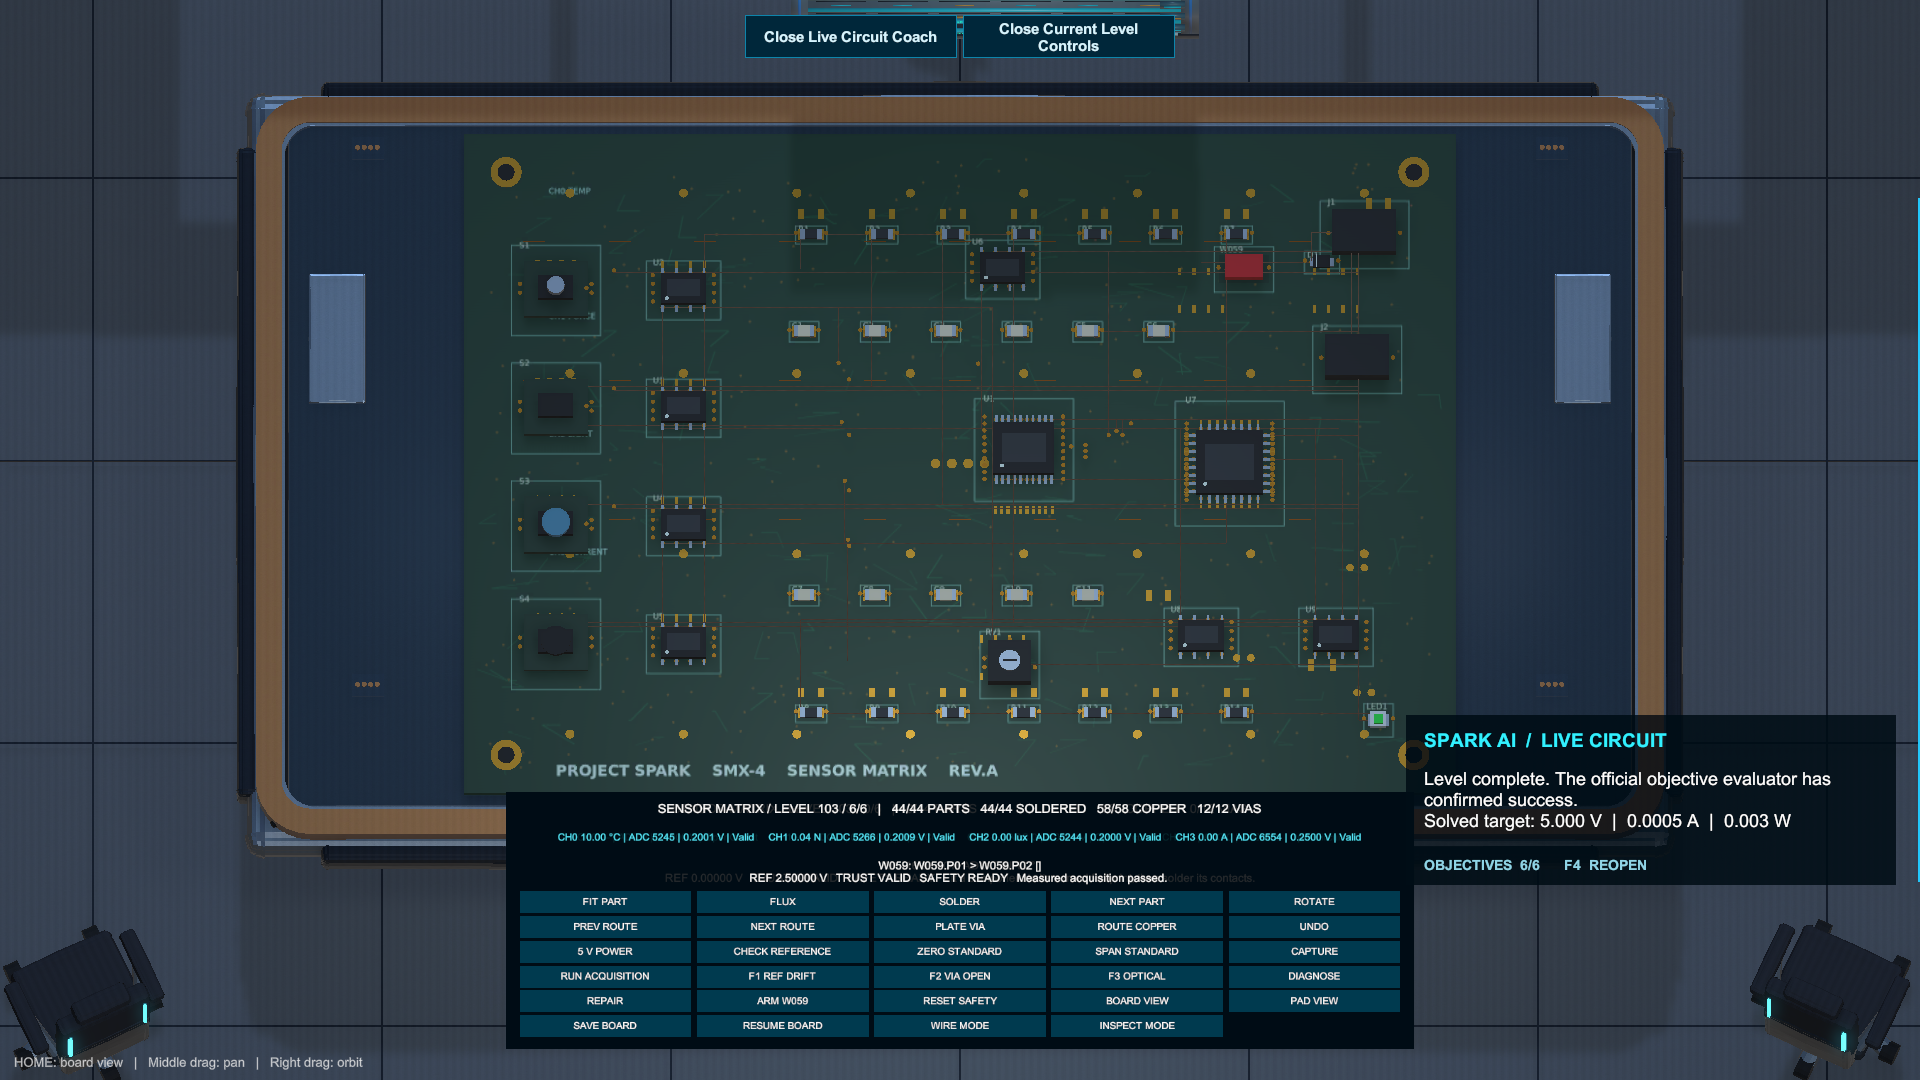 Close Live Circuit Coach
Close Current Level
Controls
CH0 TEMP
J1
S1
U6
W059
J2
S2
U1
U7
S3
U4
S4
U5
U8
U9
RV1
LED1
PROJECT SPARK SMX-4 SENSOR MATRIX REV.A
SPARK AI / LIVE CIRCUIT
Level complete. The official objective evaluator has
confirmed success.
Solved target: 5.000 V | 0.0005 A | 0.003 W
OBJECTIVES 6/6 F4 REOPEN
SENSOR MATRIX / LEVEL 103 / 6/6 | 44/44 PARTS 44/44 SOLDERED 58/58 COPPER 12/12 VIAS
CH0 10.00 °C | ADC 5245 | 0.2001 V | Valid CH1 0.04 N | ADC 5266 | 0.2009 V | Valid CH2 0.00 lux | ADC 5244 | 0.2000 V | Valid CH3 0.00 A | ADC 6554 | 0.2500 V | Valid
W059: W059.P01 > W059.P02 []
REF 2.50000 V TRUST VALID SAFETY READY Measured acquisition passed.
FIT PART FLUX SOLDER NEXT PART ROTATE
PREV ROUTE NEXT ROUTE PLATE VIA ROUTE COPPER UNDO
5 V POWER CHECK REFERENCE ZERO STANDARD SPAN STANDARD CAPTURE
RUN ACQUISITION F1 REF DRIFT F2 VIA OPEN F3 OPTICAL DIAGNOSE
REPAIR ARM W059 RESET SAFETY BOARD VIEW PAD VIEW
SAVE BOARD RESUME BOARD WIRE MODE INSPECT MODE
HOME: board view | Middle drag: pan | Right drag: orbit